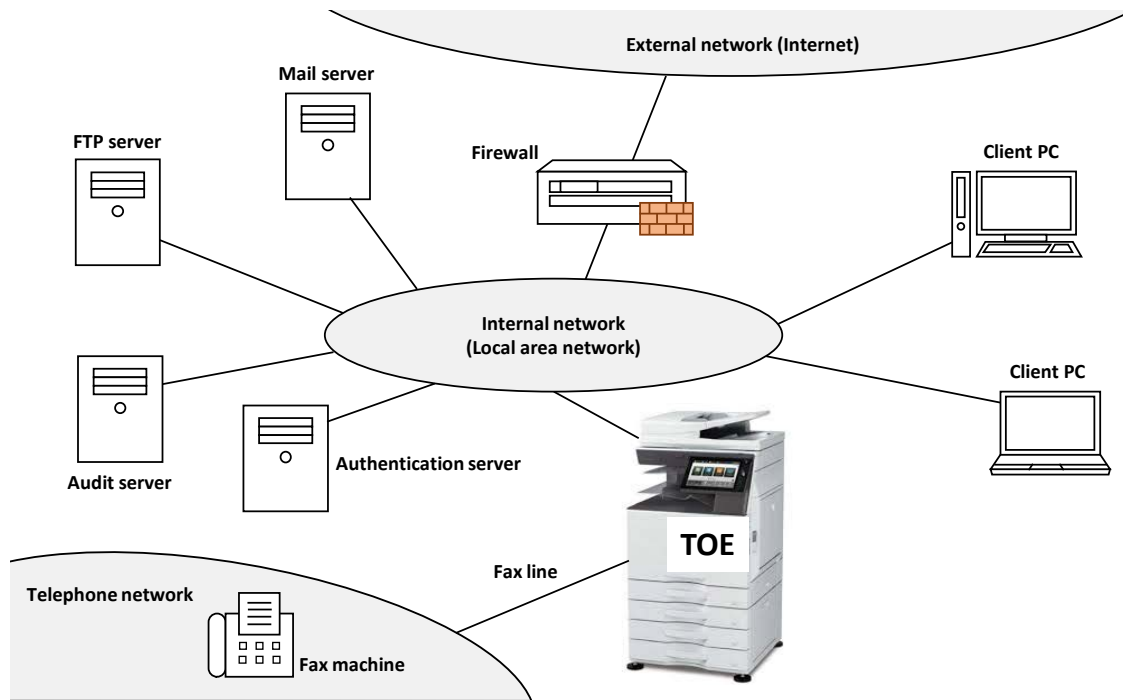 External network (Internet)
Mail server
FTP server
Firewall
Client PC
Internal network
(Local area network)
Client PC
Audit server
Authentication server
TOE
Fax line
Telephone network
Fax machine